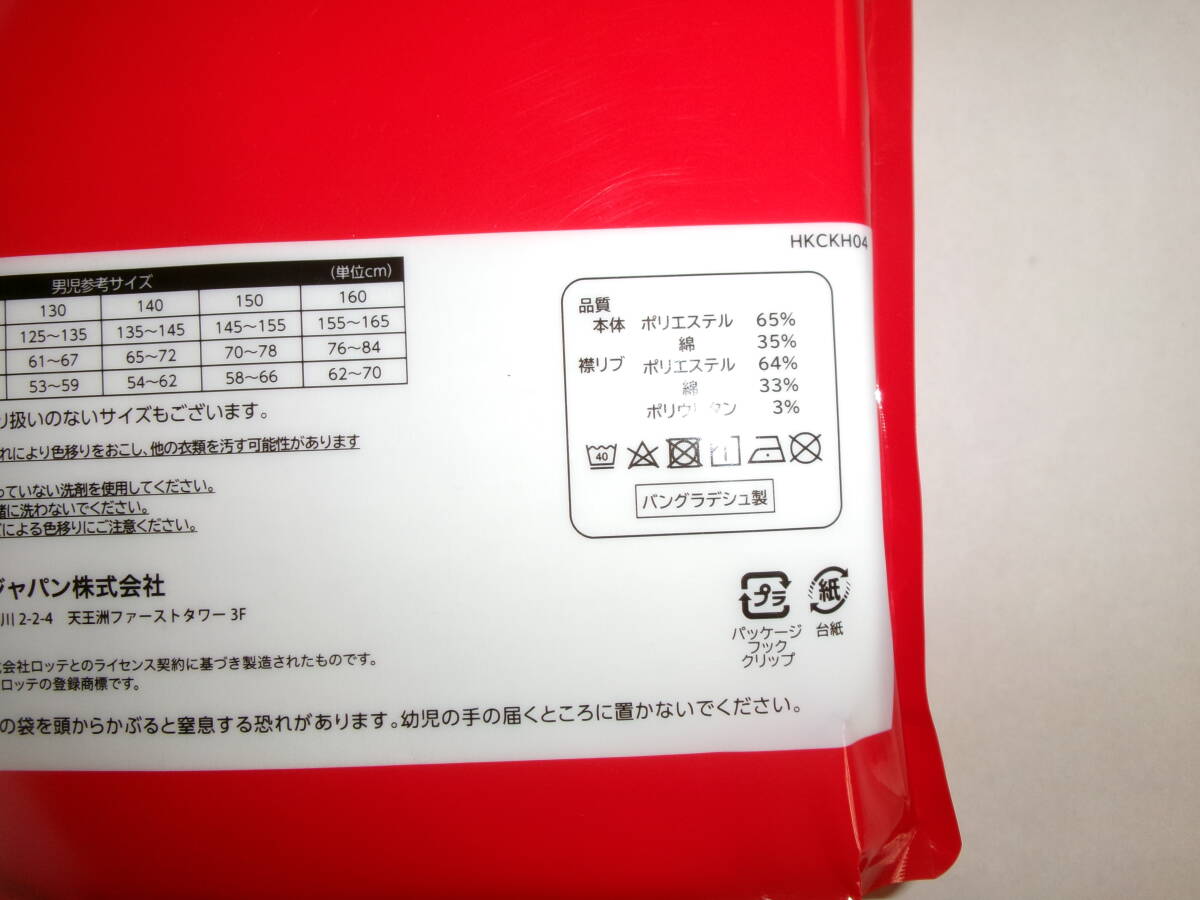 HKCKH04
男児参考サイズ (単位cm)
130 140 150 160
125～135 135～145 145～155 155～165
61～67 65～72 70～78 76～84
53～59 54～62 58～66 62～70
り扱いのないサイズもございます。
れにより色移りをおこし、他の衣類を汚す可能性があります
っていない洗剤を使用してください。
緒に洗わないでください。
による色移りにご注意ください。
ジャパン株式会社
川 2-2-4 天王洲ファーストタワー 3F
式会社ロッテとのライセンス契約に基づき製造されたものです。
ロッテの登録商標です。
の袋を頭からかぶると窒息する恐れがあります。幼児の手の届くところに置かないでください。
品質
本体 ポリエステル 65%
綿 35%
襟リブ ポリエステル 64%
綿 33%
ポリウレタン 3%
40
バングラデシュ製
プラ
パッケージ
フック
クリップ
紙
台紙